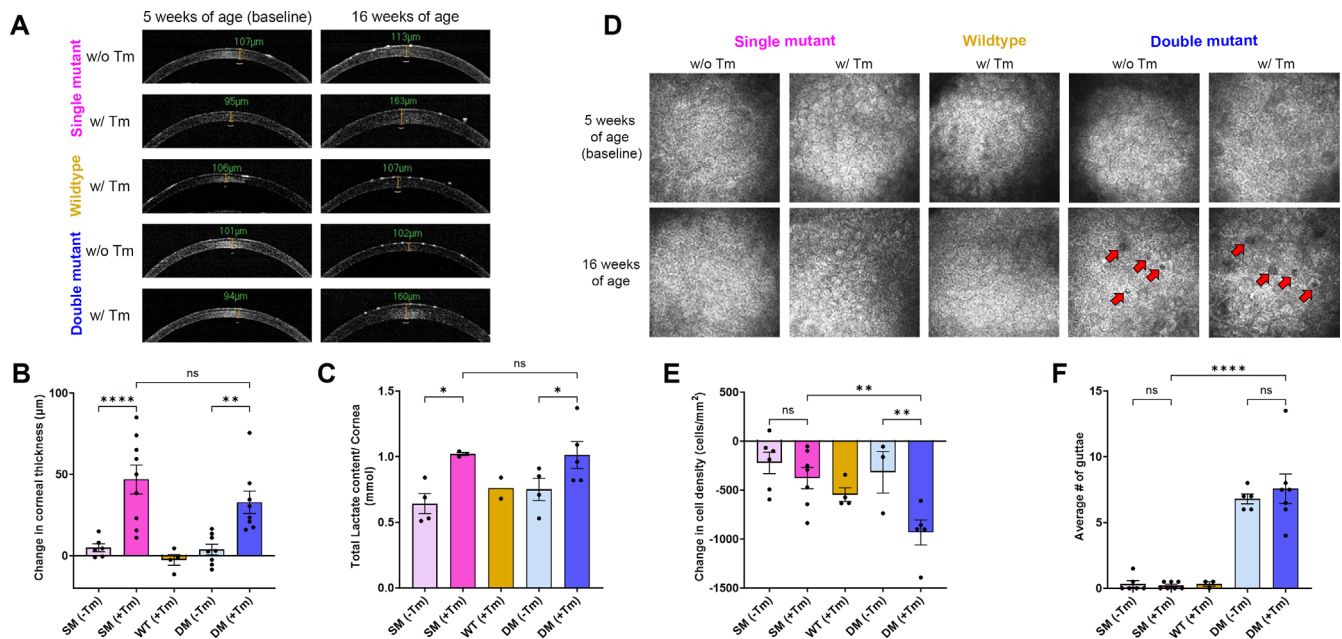 A
5 weeks of age (baseline)
16 weeks of age
Single mutant
w/o Tm
107µm
113µm
w/ Tm
95µm
163µm
Wildtype
w/ Tm
106µm
107µm
Double mutant
w/o Tm
101µm
102µm
w/ Tm
94µm
160µm
D
Single mutant
Wildtype
Double mutant
w/o Tm
w/ Tm
w/ Tm
w/o Tm
w/ Tm
5 weeks
of age
(baseline)
16 weeks
of age
B
Change in corneal thickness (µm)
100
50
0
ns
****
**
SM (-Tm)
SM (+Tm)
WT (+Tm)
DM (-Tm)
DM (+Tm)
C
Total Lactate content/ Cornea
(mmol)
1.5
1.0
0.5
0.0
ns
*
*
SM (-Tm)
SM (+Tm)
WT (+Tm)
DM (-Tm)
DM (+Tm)
E
Change in cell density (cells/mm²)
500
0
-500
-1000
-1500
**
ns
**
SM (-Tm)
SM (+Tm)
WT (+Tm)
DM (-Tm)
DM (+Tm)
F
Average # of guttae
15
10
5
0
****
ns
ns
SM (-Tm)
SM (+Tm)
WT (+Tm)
DM (-Tm)
DM (+Tm)